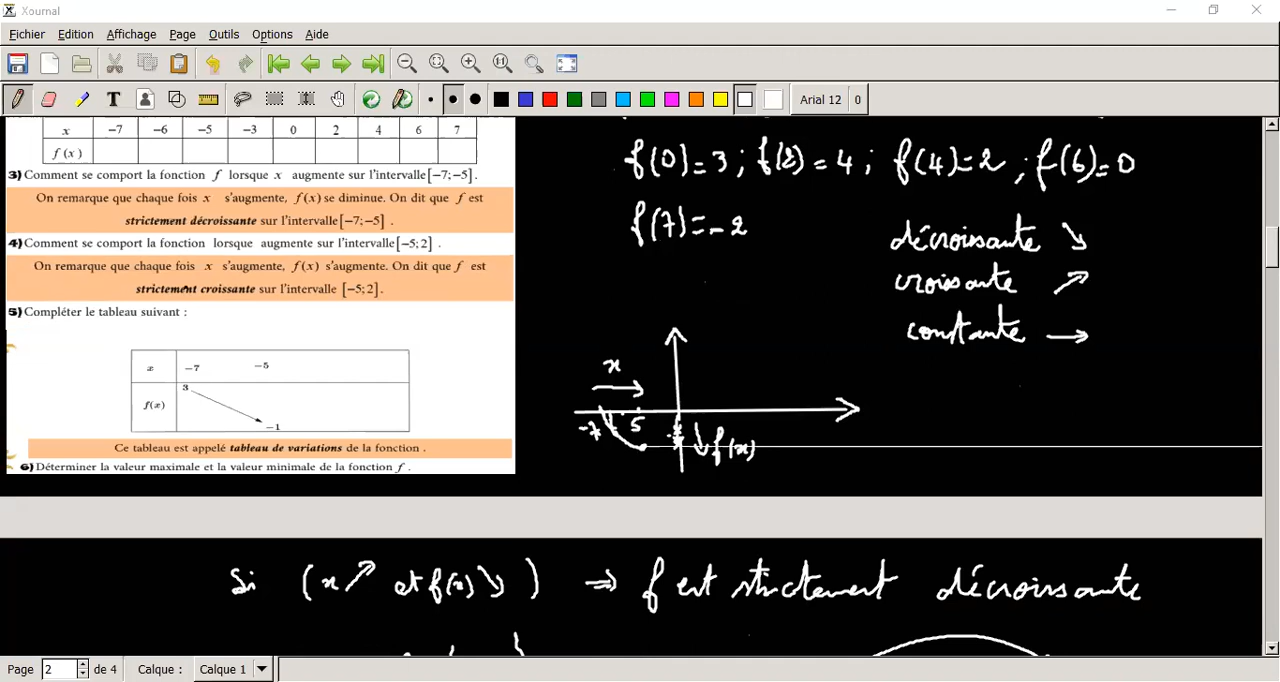 Xournal
Fichier Edition Affichage Page Outils Options Aide
Arial 12 0
x -7 -6 -5 -3 0 2 4 6 7
f (x)
3) Comment se comport la fonction f lorsque x augmente sur l'intervalle [-7;-5].
On remarque que chaque fois x s'augmente, f(x) se diminue. On dit que f est
strictement décroissante sur l'intervalle [-7;-5] .
4) Comment se comport la fonction lorsque augmente sur l'intervalle [-5;2] .
On remarque que chaque fois x s'augmente, f(x) s'augmente. On dit que f est
strictement croissante sur l'intervalle [-5;2].
5) Compléter le tableau suivant :
x -7 -5
3
f(x)
-1
Ce tableau est appelé tableau de variations de la fonction .
6) Déterminer la valeur maximale et la valeur minimale de la fonction f .
f(0)=3 ; f(2)=4 ; f(4)=2 ; f(6)=0
f(7)=-2
décroissante ↘
croissante ↗
constante →
x
-7 5
↓ f(x)
Si (x ↗ et f(x) ↘ ) ⇒ f est strictement décroissante
Page 2 de 4 Calque : Calque 1